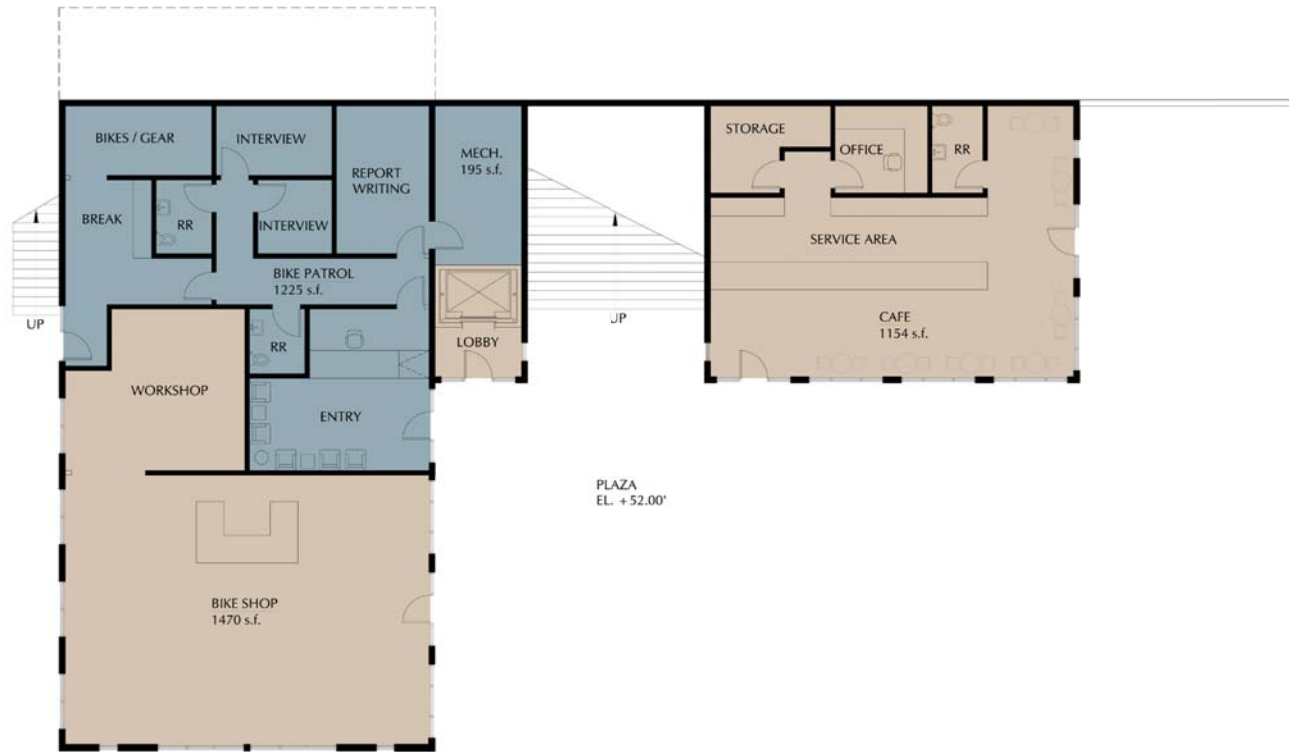 BIKES / GEAR
INTERVIEW
REPORT
WRITING
MECH.
195 s.f.
STORAGE
OFFICE
RR
BREAK
RR
INTERVIEW
SERVICE AREA
BIKE PATROL
1225 s.f.
UP
UP
RR
LOBBY
CAFE
1154 s.f.
WORKSHOP
ENTRY
PLAZA
EL. +52.00'
BIKE SHOP
1470 s.f.